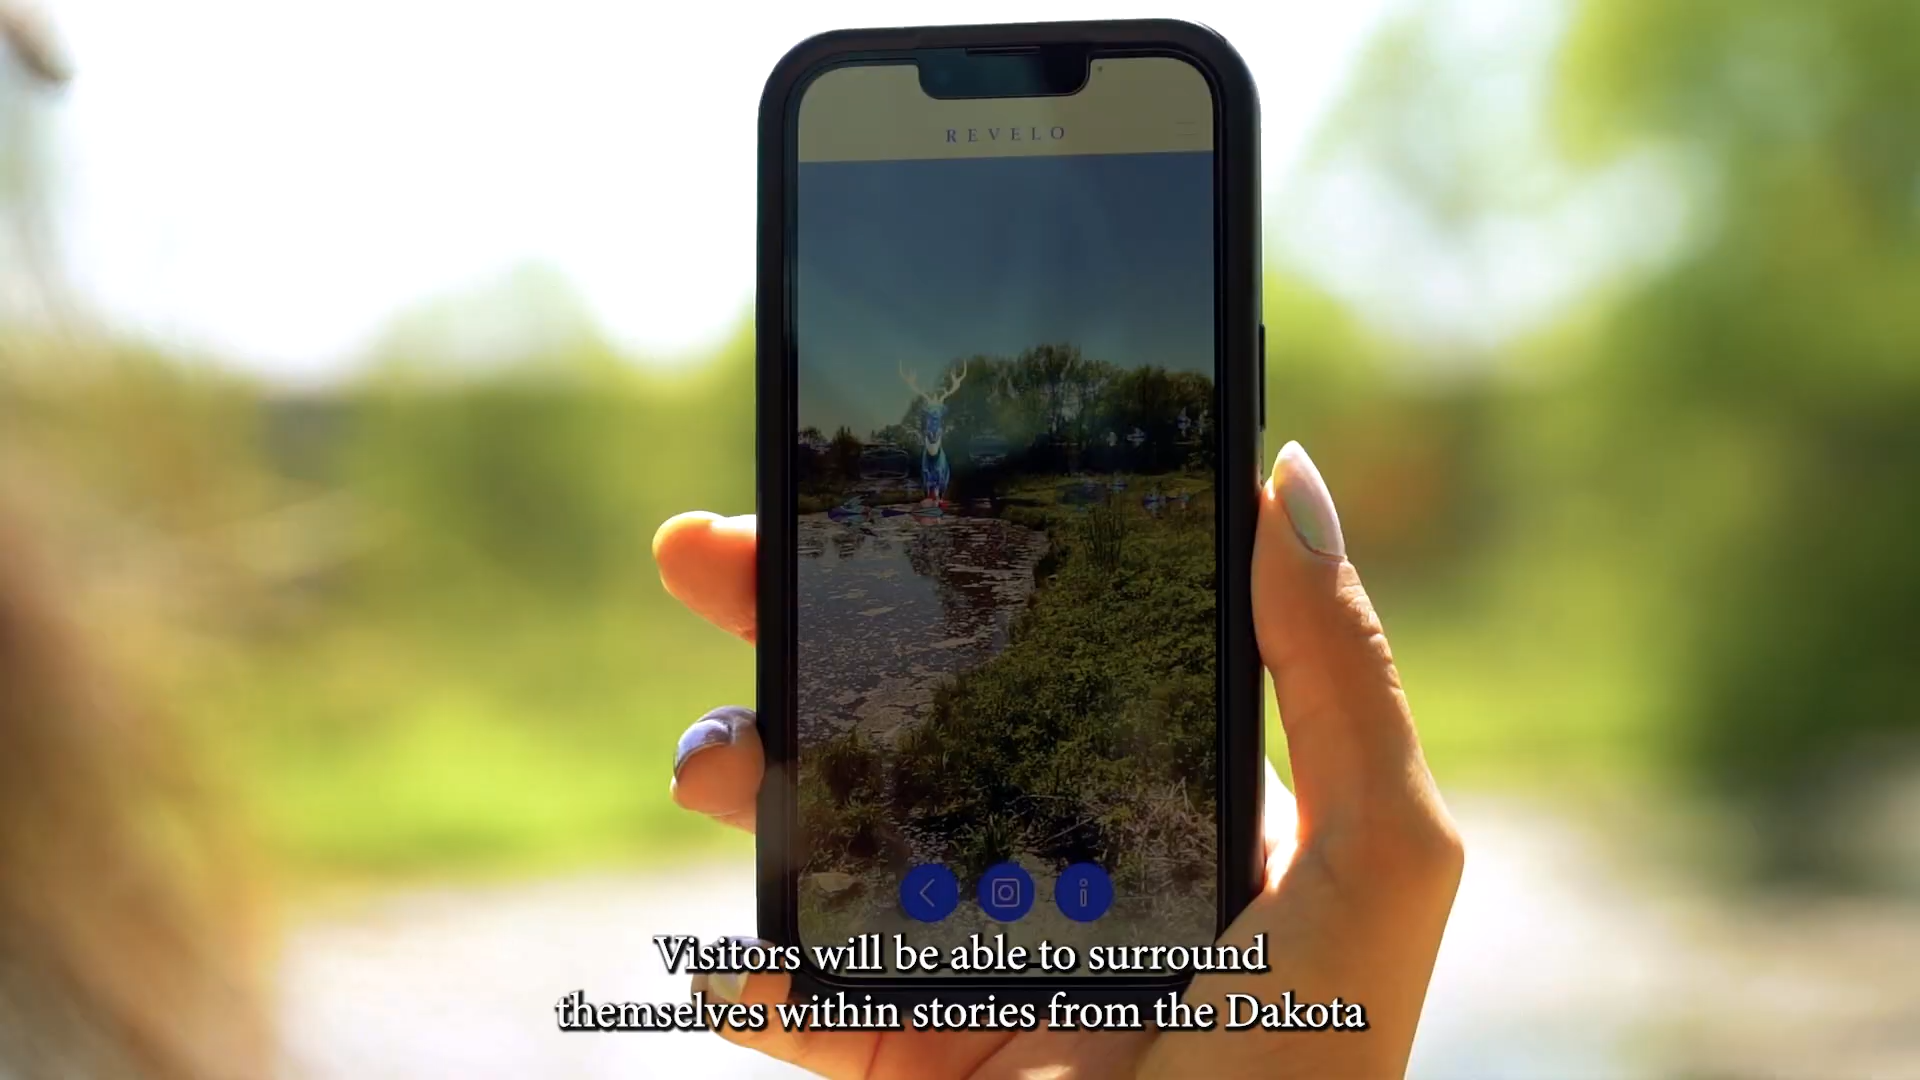 REVELO
Visitors will be able to surround
themselves within stories from the Dakota